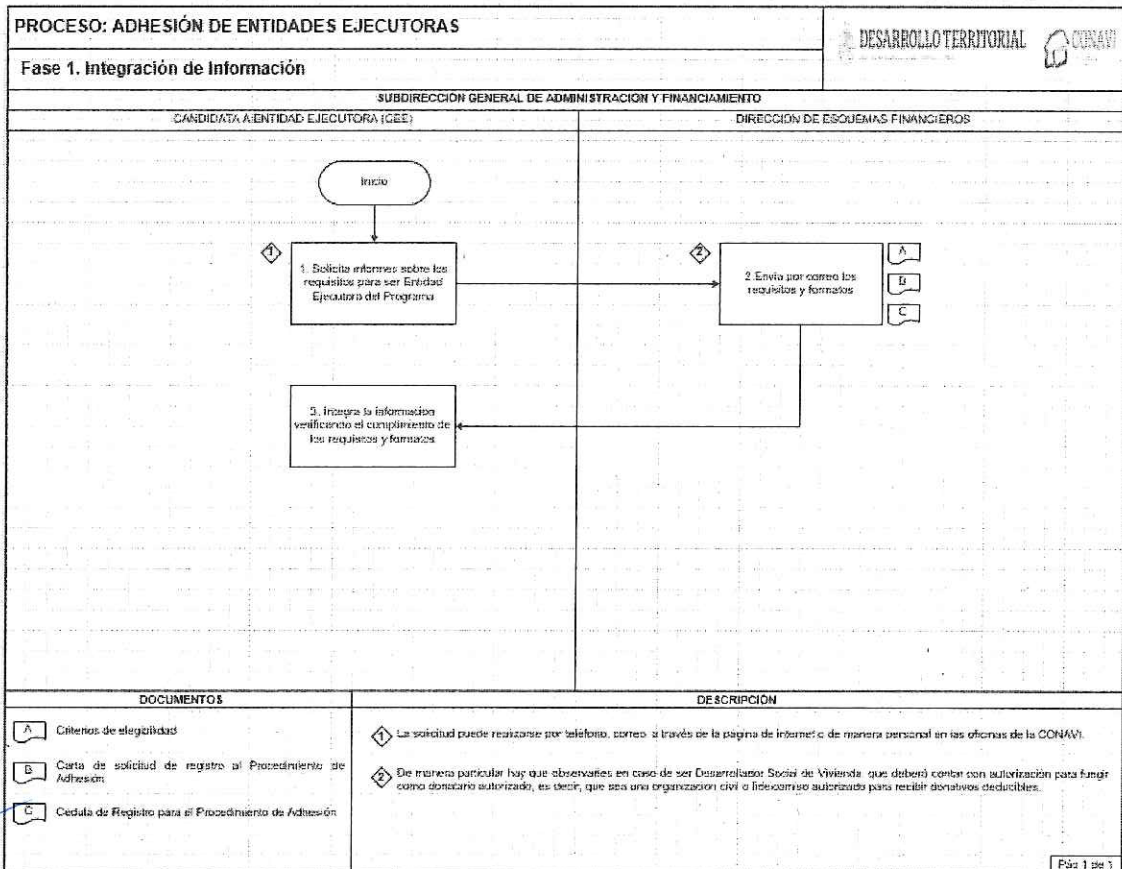 PROCESO: ADHESIÓN DE ENTIDADES EJECUTORAS
DESARROLLO TERRITORIAL
CONAVI
Fase 1. Integración de Información
SUBDIRECCIÓN GENERAL DE ADMINISTRACIÓN Y FINANCIAMIENTO
CANDIDATA A ENTIDAD EJECUTORA (CEE)
DIRECCIÓN DE ESQUEMAS FINANCIEROS
Inicio
1
1. Solicita informes sobre los
requisitos para ser Entidad
Ejecutora del Programa
2
2. Envía por correo los
requisitos y formatos
A
B
C
3. Integra la información
verificando el cumplimiento de
los requisitos y formatos
DOCUMENTOS
DESCRIPCIÓN
A Criterios de elegibilidad
B Carta de solicitud de registro al Procedimiento de
Adhesión
C Cedula de Registro para el Procedimiento de Adhesión
1 La solicitud puede realizarse por teléfono, correo, a través de la página de internet o de manera personal en las oficinas de la CONAVI.
2 De manera particular hay que observarles en caso de ser Desarrollador Social de Vivienda, que deberá contar con autorización para fungir
como donatario autorizado, es decir, que sea una organización civil o fideicomiso autorizado para recibir donativos deducibles.
Pág 1 de 1